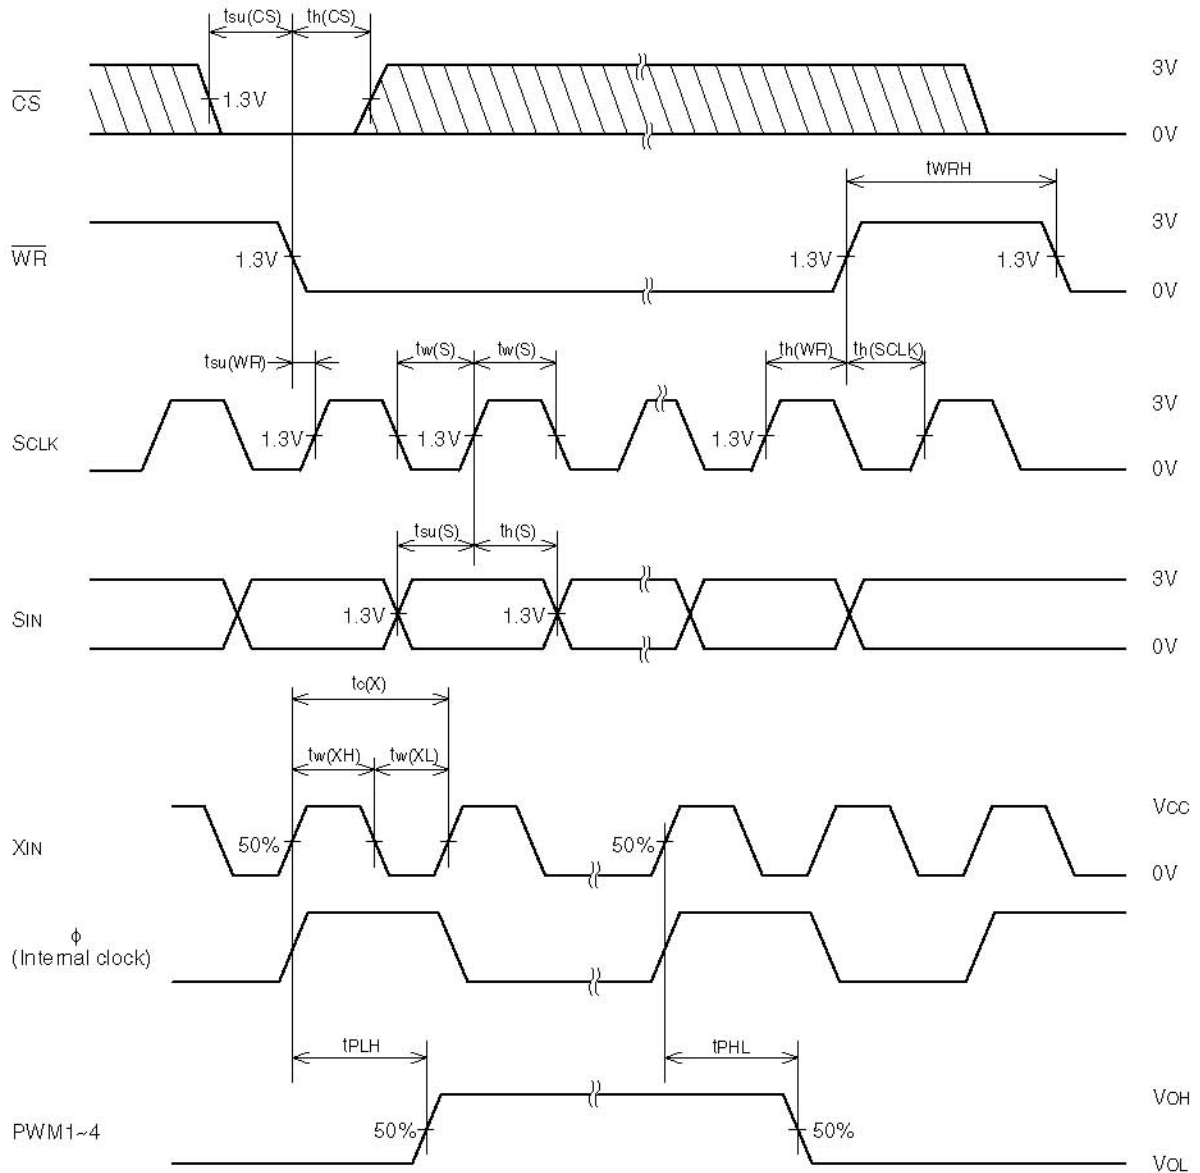 tsu(CS) th(CS)
3V
CS
1.3V
0V
tWRH
3V
WR
1.3V 1.3V 1.3V
0V
tsu(WR) tw(S) tw(S) th(WR) th(SCLK)
3V
SCLK
1.3V 1.3V 1.3V
0V
tsu(S) th(S)
3V
SIN
1.3V 1.3V
0V
tc(X)
tw(XH) tw(XL)
VCC
XIN
50% 50%
0V
ϕ
(Internal clock)
tPLH tPHL
VOH
PWM1~4
50% 50%
VOL